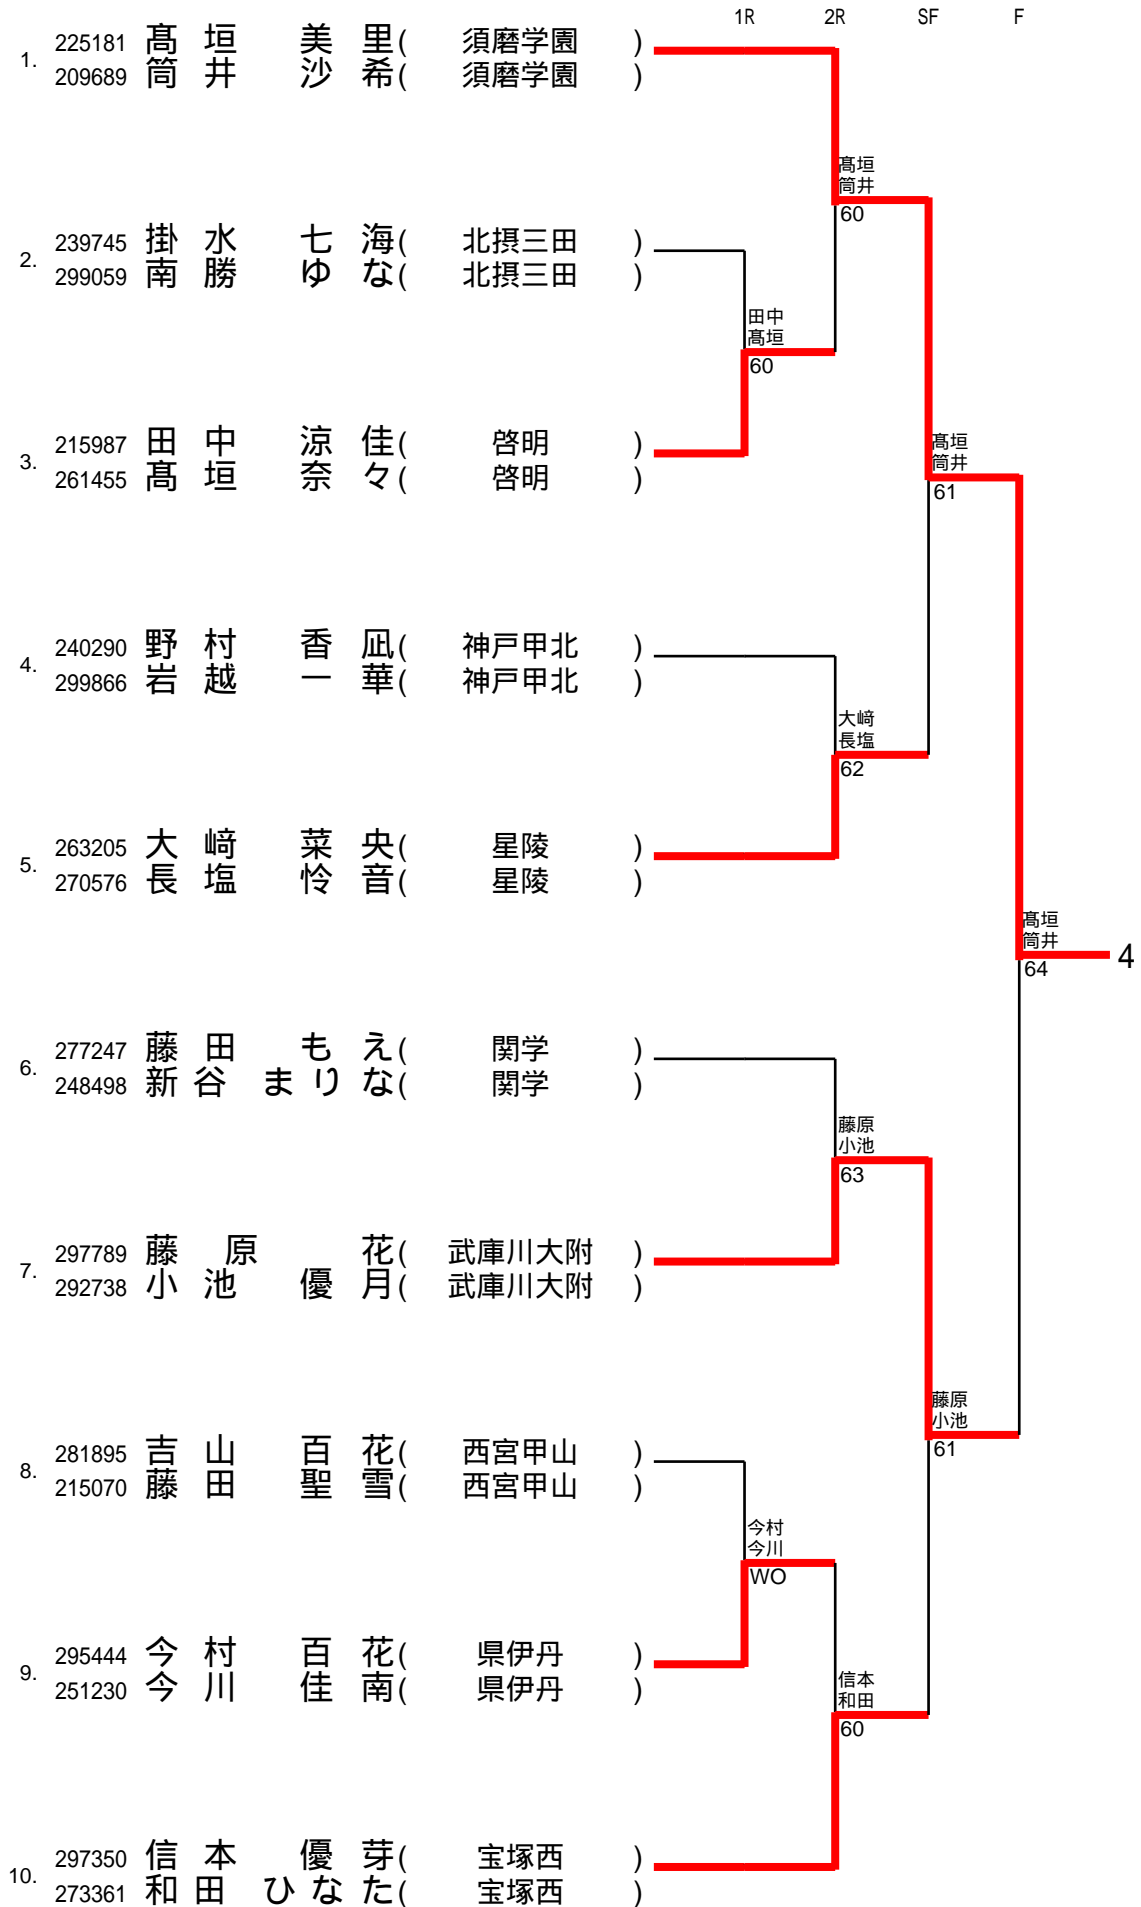 1R 2R SF F
1. 225181 髙垣 美里( 須磨学園 )
209689 筒井 沙希( 須磨学園 )
髙垣
筒井
60
2. 239745 掛水 七海( 北摂三田 )
299059 南勝 ゆな( 北摂三田 )
田中
髙垣
60
3. 215987 田中 涼佳( 啓明 )
261455 髙垣 奈々( 啓明 )
髙垣
筒井
61
4. 240290 野村 香凪( 神戸甲北 )
299866 岩越 一華( 神戸甲北 )
大﨑
長塩
62
5. 263205 大﨑 菜央( 星陵 )
270576 長塩 怜音( 星陵 )
髙垣
筒井
64
4
6. 277247 藤田 もえ( 関学 )
248498 新谷 まりな( 関学 )
藤原
小池
63
7. 297789 藤原 花( 武庫川大附 )
292738 小池 優月( 武庫川大附 )
藤原
小池
61
8. 281895 吉山 百花( 西宮甲山 )
215070 藤田 聖雪( 西宮甲山 )
今村
今川
WO
9. 295444 今村 百花( 県伊丹 )
251230 今川 佳南( 県伊丹 )
信本
和田
60
10. 297350 信本 優芽( 宝塚西 )
273361 和田 ひなた( 宝塚西 )